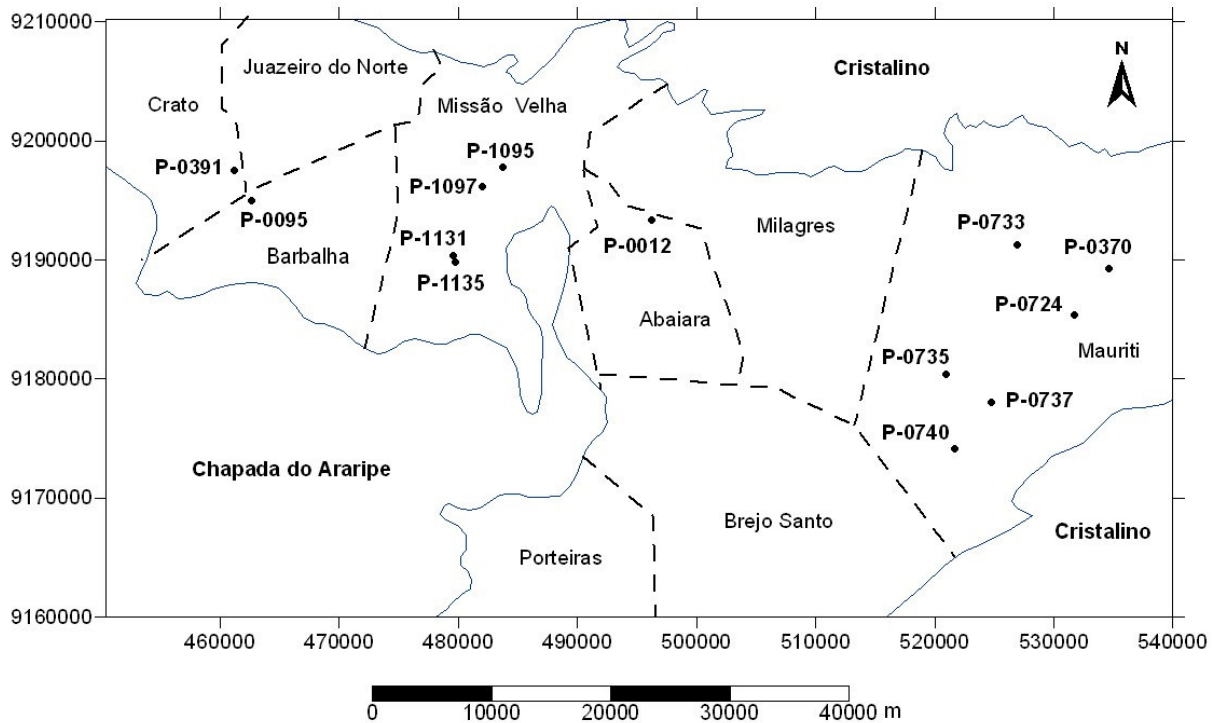 9210000
N
Juazeiro do Norte
Cristalino
Crato
Missão Velha
9200000
P-0391
P-1095
P-1097
P-0095
P-0012
Milagres
P-0733
P-0370
P-1131
Barbalha
P-1135
9190000
P-0724
Abaiara
Mauriti
P-0735
9180000
P-0737
P-0740
Chapada do Araripe
9170000
Brejo Santo
Cristalino
Porteiras
9160000
460000 470000 480000 490000 500000 510000 520000 530000 540000
0 10000 20000 30000 40000 m